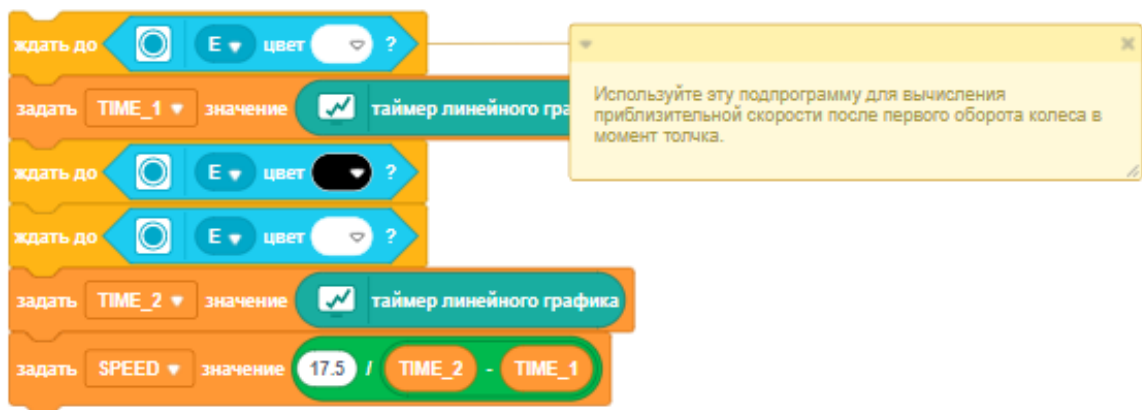 ждать до E цвет ?
задать TIME_1 значение таймер линейного
Используйте эту подпрограмму для вычисления
приблизительной скорости после первого оборота колеса в
момент толчка.
ждать до E цвет ?
ждать до E цвет ?
задать TIME_2 значение таймер линейного графика
задать SPEED значение 17.5 / TIME_2 - TIME_1